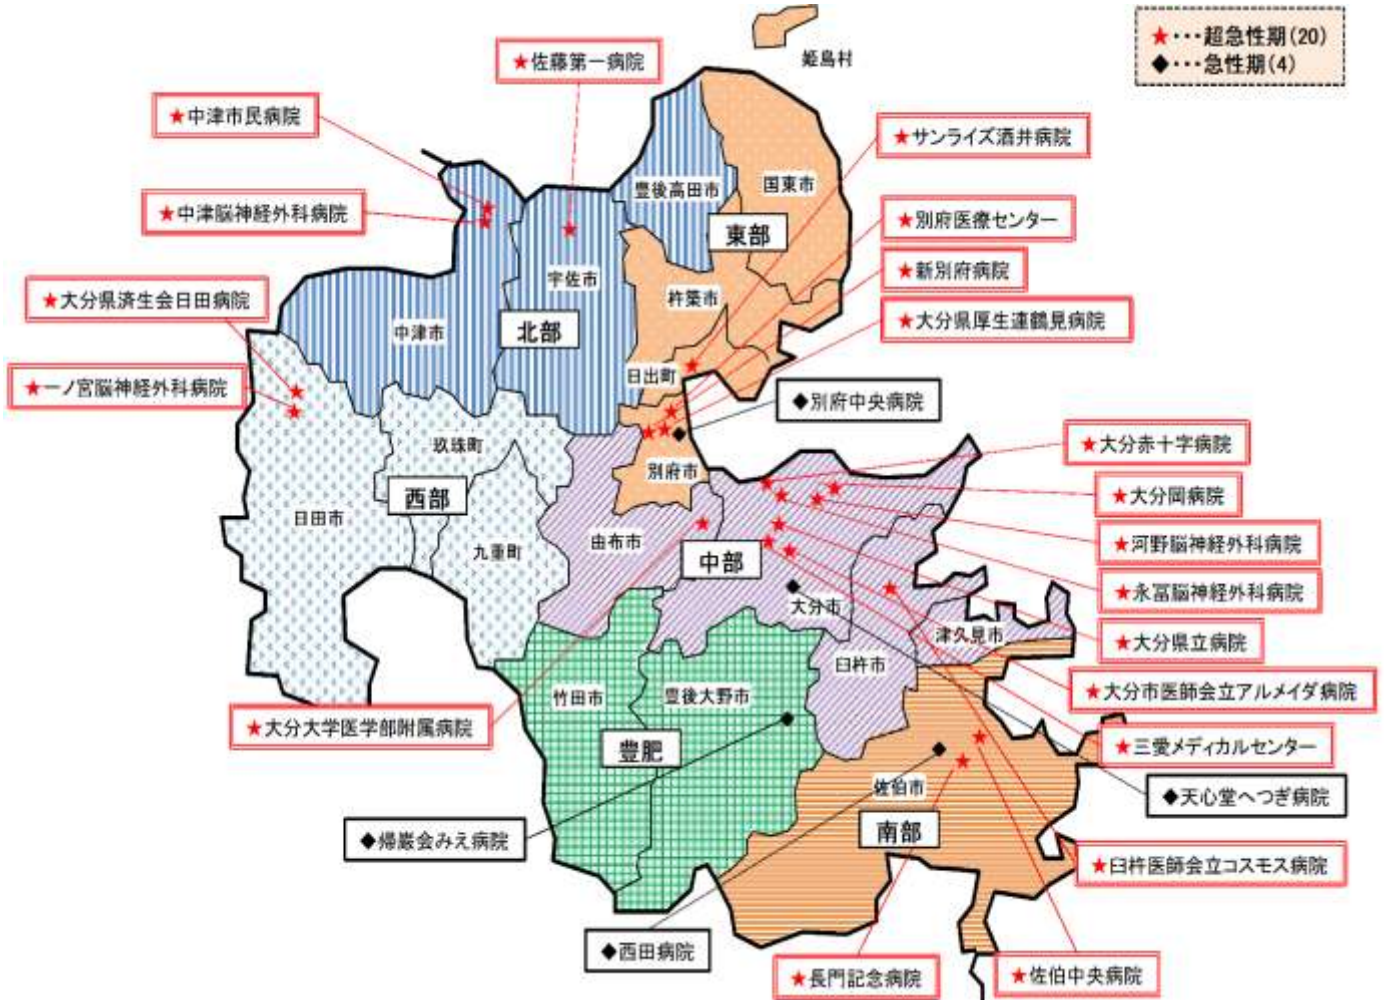 姫島村
★・・・超急性期(20)
◆・・・急性期(4)
★佐藤第一病院
★中津市民病院
★サンライズ酒井病院
★中津脳神経外科病院
豊後高田市
国東市
★別府医療センター
東部
★新別府病院
★大分県済生会日田病院
宇佐市
杵築市
★大分県厚生連鶴見病院
中津市
北部
★一ノ宮脳神経外科病院
日出町
◆別府中央病院
玖珠町
★大分赤十字病院
別府市
西部
★大分岡病院
日田市
九重町
由布市
中部
★河野脳神経外科病院
★永冨脳神経外科病院
大分市
津久見市
★大分県立病院
臼杵市
竹田市
豊後大野市
★大分市医師会立アルメイダ病院
★大分大学医学部附属病院
豊肥
★三愛メディカルセンター
佐伯市
◆天心堂へつぎ病院
南部
◆帰巖会みえ病院
★臼杵医師会立コスモス病院
◆西田病院
★長門記念病院
★佐伯中央病院